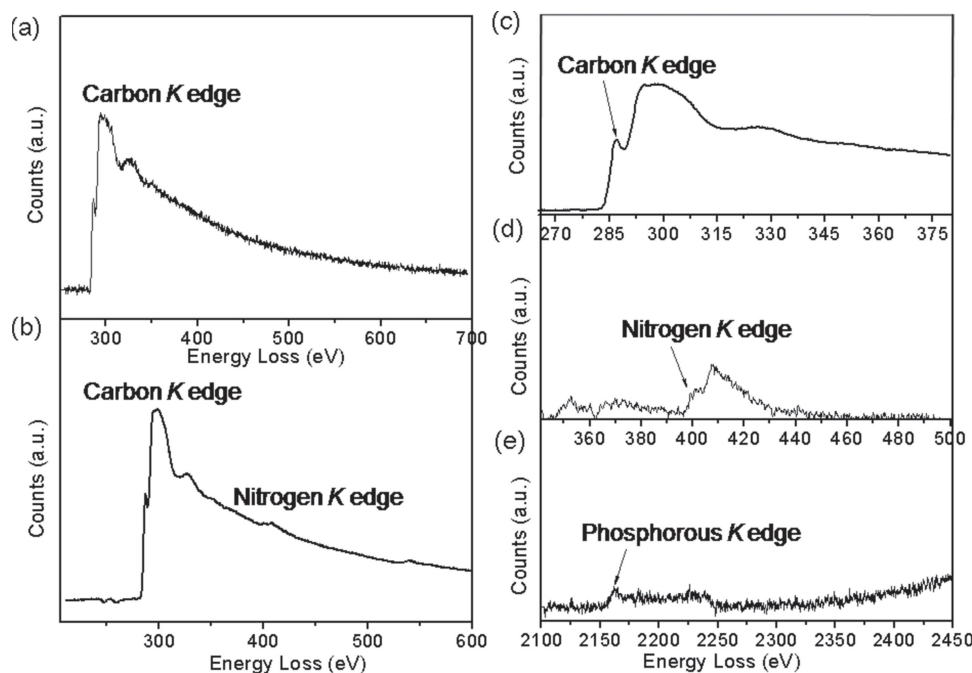 (a)
Carbon K edge
Counts (a.u.)
300 400 500 600 700
Energy Loss (eV)
(b)
Carbon K edge
Nitrogen K edge
Counts (a.u.)
300 400 500 600
Energy Loss (eV)
(c)
Carbon K edge
Counts (a.u.)
270 285 300 315 330 345 360 375
(d)
Nitrogen K edge
Counts (a.u.)
360 380 400 420 440 460 480 500
(e)
Phosphorous K edge
Counts (a.u.)
2100 2150 2200 2250 2300 2350 2400 2450
Energy Loss (eV)